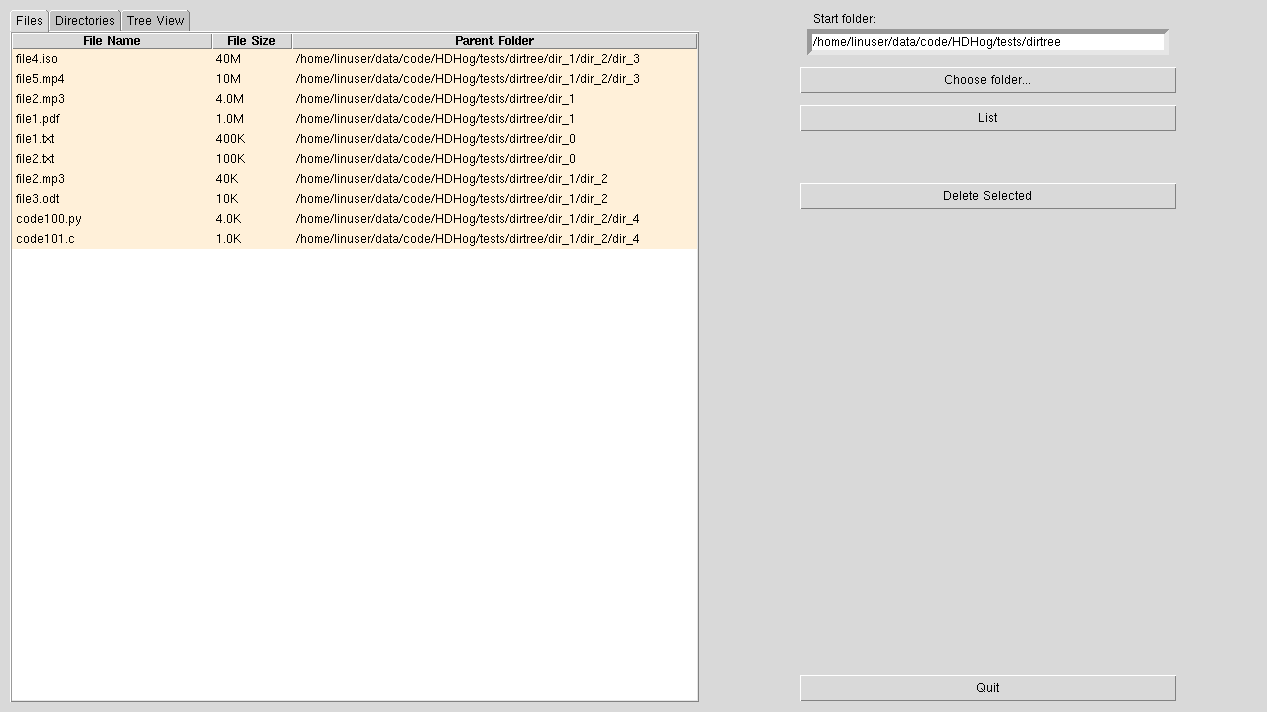 Files Directories Tree View
File Name File Size Parent Folder
file4.iso 40M /home/linuser/data/code/HDHog/tests/dirtree/dir_1/dir_2/dir_3
file5.mp4 10M /home/linuser/data/code/HDHog/tests/dirtree/dir_1/dir_2/dir_3
file2.mp3 4.0M /home/linuser/data/code/HDHog/tests/dirtree/dir_1
file1.pdf 1.0M /home/linuser/data/code/HDHog/tests/dirtree/dir_1
file1.txt 400K /home/linuser/data/code/HDHog/tests/dirtree/dir_0
file2.txt 100K /home/linuser/data/code/HDHog/tests/dirtree/dir_0
file2.mp3 40K /home/linuser/data/code/HDHog/tests/dirtree/dir_1/dir_2
file3.odt 10K /home/linuser/data/code/HDHog/tests/dirtree/dir_1/dir_2
code100.py 4.0K /home/linuser/data/code/HDHog/tests/dirtree/dir_1/dir_2/dir_4
code101.c 1.0K /home/linuser/data/code/HDHog/tests/dirtree/dir_1/dir_2/dir_4
Start folder:
/home/linuser/data/code/HDHog/tests/dirtree
Choose folder...
List
Delete Selected
Quit